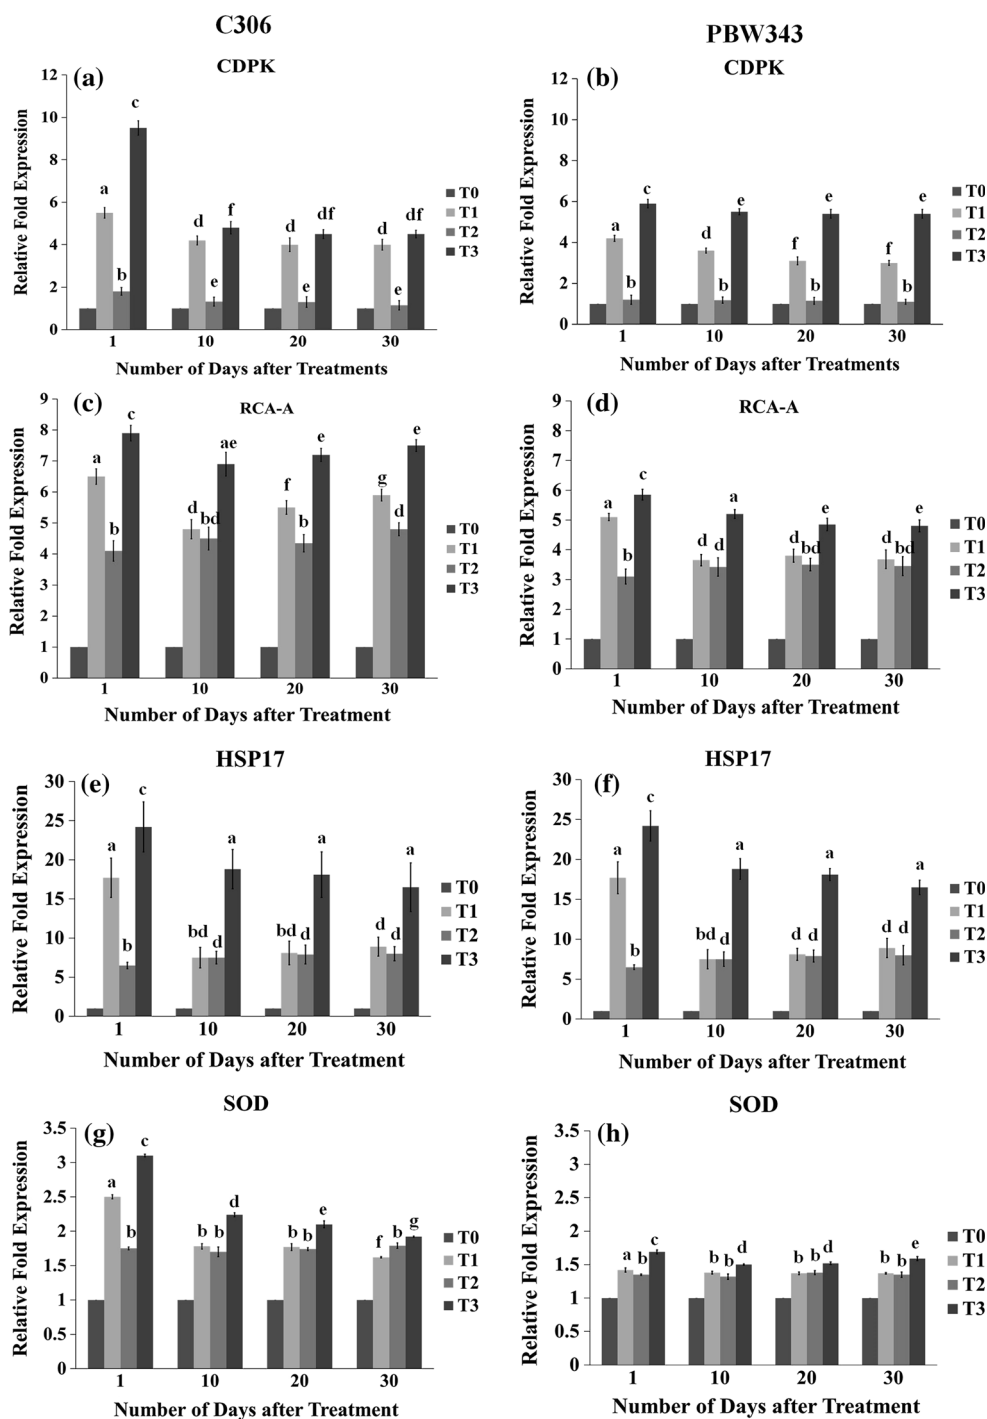 C306
PBW343
CDPK
(a)
12
10
8
6
4
2
0
Relative Fold Expression
a
b
c
d
e
f
d
e
df
d
e
df
1 10 20 30
Number of Days after Treatments
T0
T1
T2
T3
CDPK
(b)
12
10
8
6
4
2
0
Relative Fold Expression
a
b
c
d
b
e
f
b
e
f
b
e
1 10 20 30
Number of Days after Treatments
T0
T1
T2
T3
RCA-A
(c)
9
8
7
6
5
4
3
2
1
0
Relative Fold Expression
a
b
c
d
bd
ae
f
b
e
g
d
e
1 10 20 30
Number of Days after Treatment
T0
T1
T2
T3
RCA-A
(d)
9
8
7
6
5
4
3
2
1
0
Relative Fold Expression
a
b
c
d
d
a
d
bd
e
d
bd
e
1 10 20 30
Number of Days after Treatment
T0
T1
T2
T3
HSP17
(e)
30
25
20
15
10
5
0
Relative Fold Expression
a
b
c
bd
d
a
bd
d
a
d
d
a
1 10 20 30
Number of Days after Treatment
T0
T1
T2
T3
HSP17
(f)
30
25
20
15
10
5
0
Relative Fold Expression
a
b
c
bd
d
a
d
d
a
d
d
a
1 10 20 30
Number of Days after Treatment
T0
T1
T2
T3
SOD
(g)
3.5
3
2.5
2
1.5
1
0.5
0
Relative Fold Expression
a
b
c
b
b
d
b
b
e
f
b
g
1 10 20 30
Number of Days after Treatment
T0
T1
T2
T3
SOD
(h)
3.5
3
2.5
2
1.5
1
0.5
0
Relative Fold Expression
a
b
c
b
b
d
b
b
d
b
b
e
1 10 20 30
Number of Days after Treatment
T0
T1
T2
T3